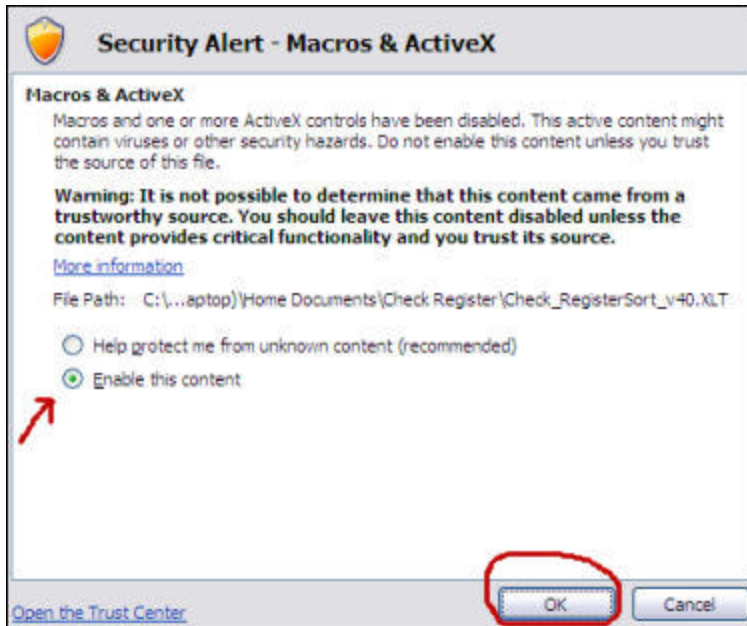 Security Alert - Macros & ActiveX
Macros & ActiveX
Macros and one or more ActiveX controls have been disabled. This active content might
contain viruses or other security hazards. Do not enable this content unless you trust
the source of this file.
Warning: It is not possible to determine that this content came from a
trustworthy source. You should leave this content disabled unless the
content provides critical functionality and you trust its source.
More information
File Path: C:\...aptop)\Home Documents\Check Register\Check_RegisterSort_v40.XLT
Help protect me from unknown content (recommended)
Enable this content
Open the Trust Center
OK
Cancel